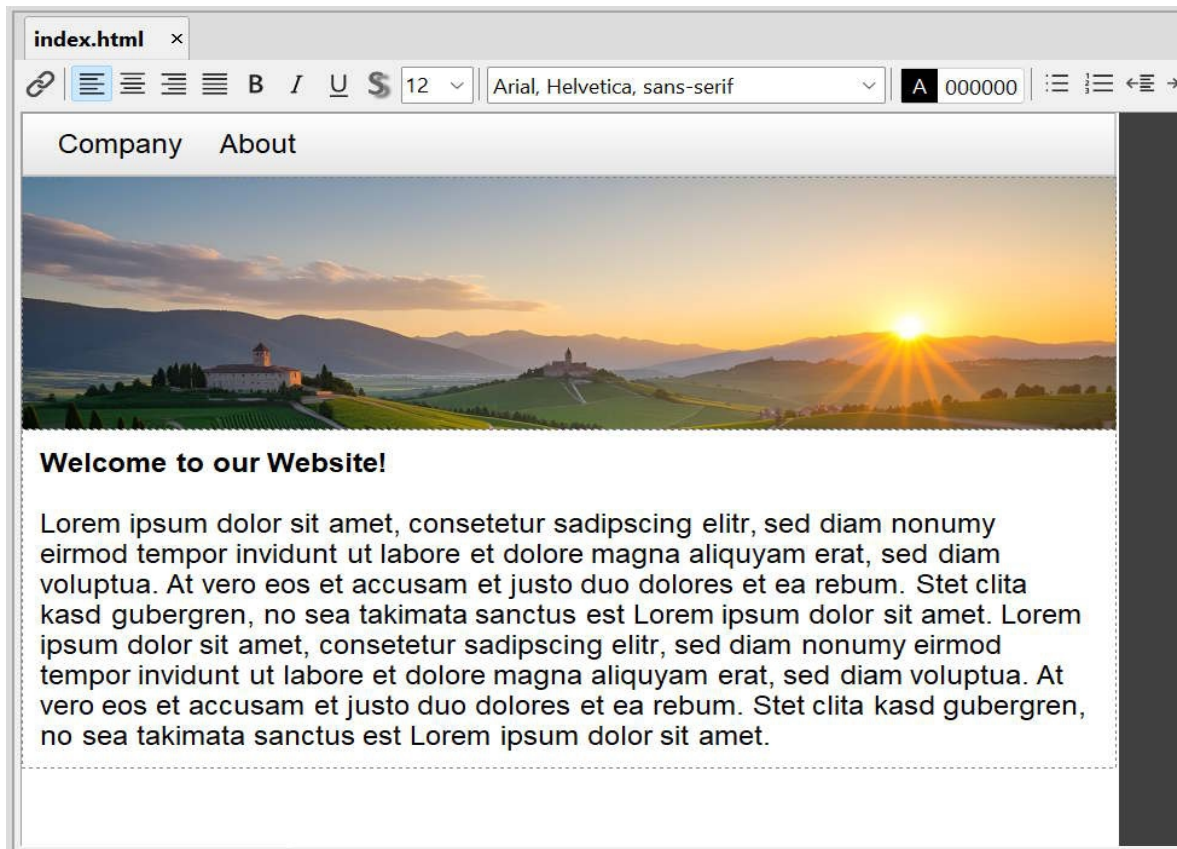 index.html ×
B I U S 12 Arial, Helvetica, sans-serif A 000000
Company About
Welcome to our Website!
Lorem ipsum dolor sit amet, consetetur sadipscing elitr, sed diam nonumy
eirmod tempor invidunt ut labore et dolore magna aliquyam erat, sed diam
voluptua. At vero eos et accusam et justo duo dolores et ea rebum. Stet clita
kasd gubergren, no sea takimata sanctus est Lorem ipsum dolor sit amet. Lorem
ipsum dolor sit amet, consetetur sadipscing elitr, sed diam nonumy eirmod
tempor invidunt ut labore et dolore magna aliquyam erat, sed diam voluptua. At
vero eos et accusam et justo duo dolores et ea rebum. Stet clita kasd gubergren,
no sea takimata sanctus est Lorem ipsum dolor sit amet.